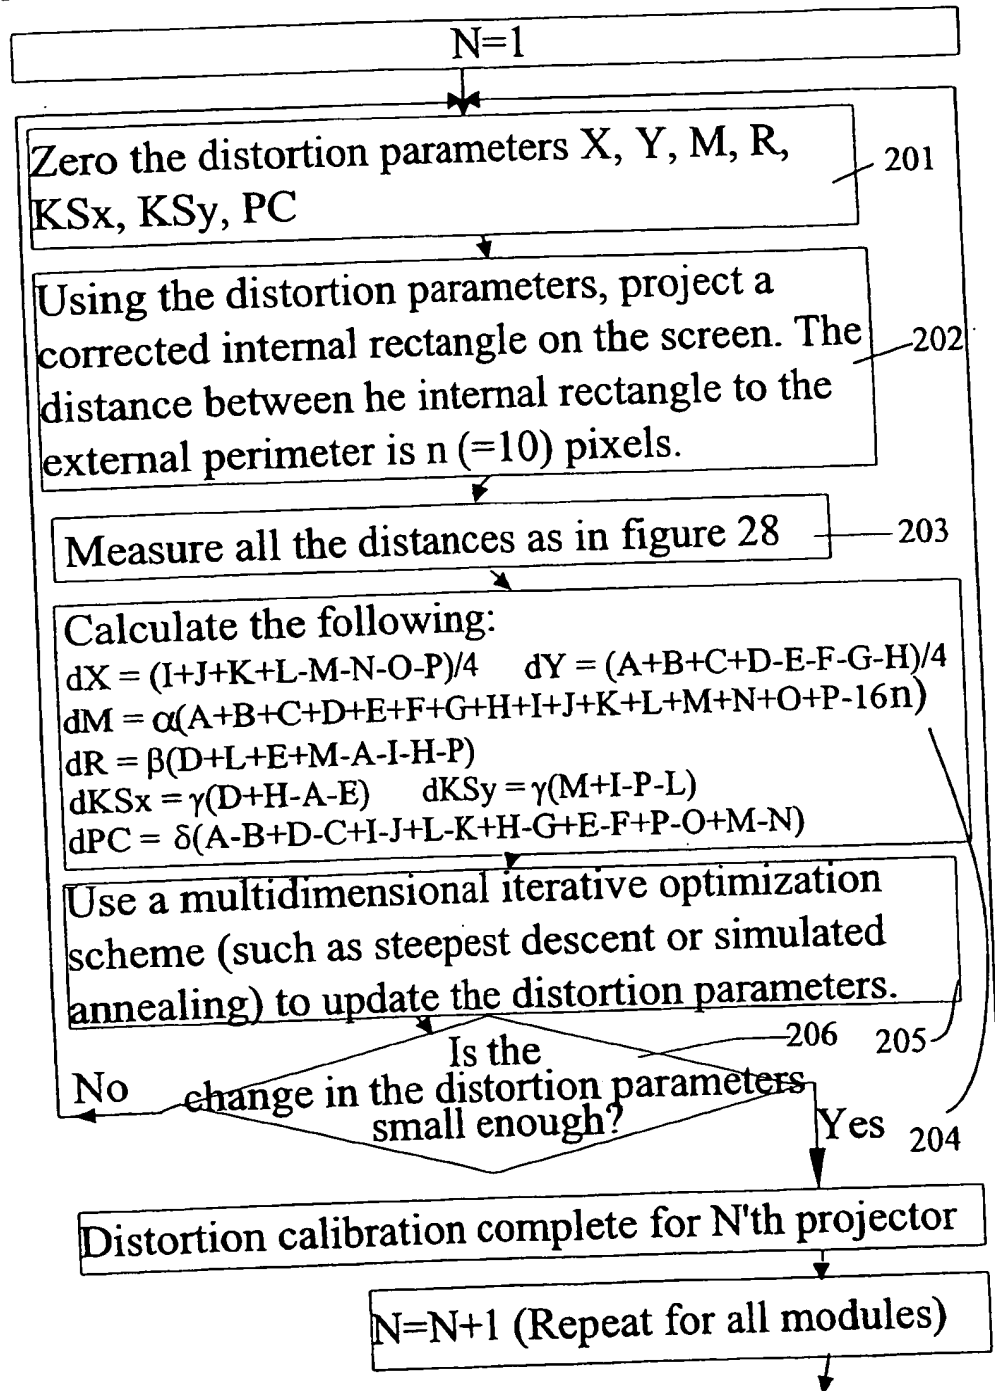 N=1
Zero the distortion parameters X, Y, M, R,
KSx, KSy, PC
201
Using the distortion parameters, project a
corrected internal rectangle on the screen. The
distance between he internal rectangle to the
external perimeter is n (=10) pixels.
202
Measure all the distances as in figure 28
203
Calculate the following:
dX = (I+J+K+L-M-N-O-P)/4 dY = (A+B+C+D-E-F-G-H)/4
dM = α(A+B+C+D+E+F+G+H+I+J+K+L+M+N+O+P-16n)
dR = β(D+L+E+M-A-I-H-P)
dKSx = γ(D+H-A-E) dKSy = γ(M+I-P-L)
dPC = δ(A-B+D-C+I-J+L-K+H-G+E-F+P-O+M-N)
Use a multidimensional iterative optimization
scheme (such as steepest descent or simulated
annealing) to update the distortion parameters.
206
205
Is the
change in the distortion parameters
small enough?
No
Yes
204
Distortion calibration complete for N'th projector
N=N+1 (Repeat for all modules)